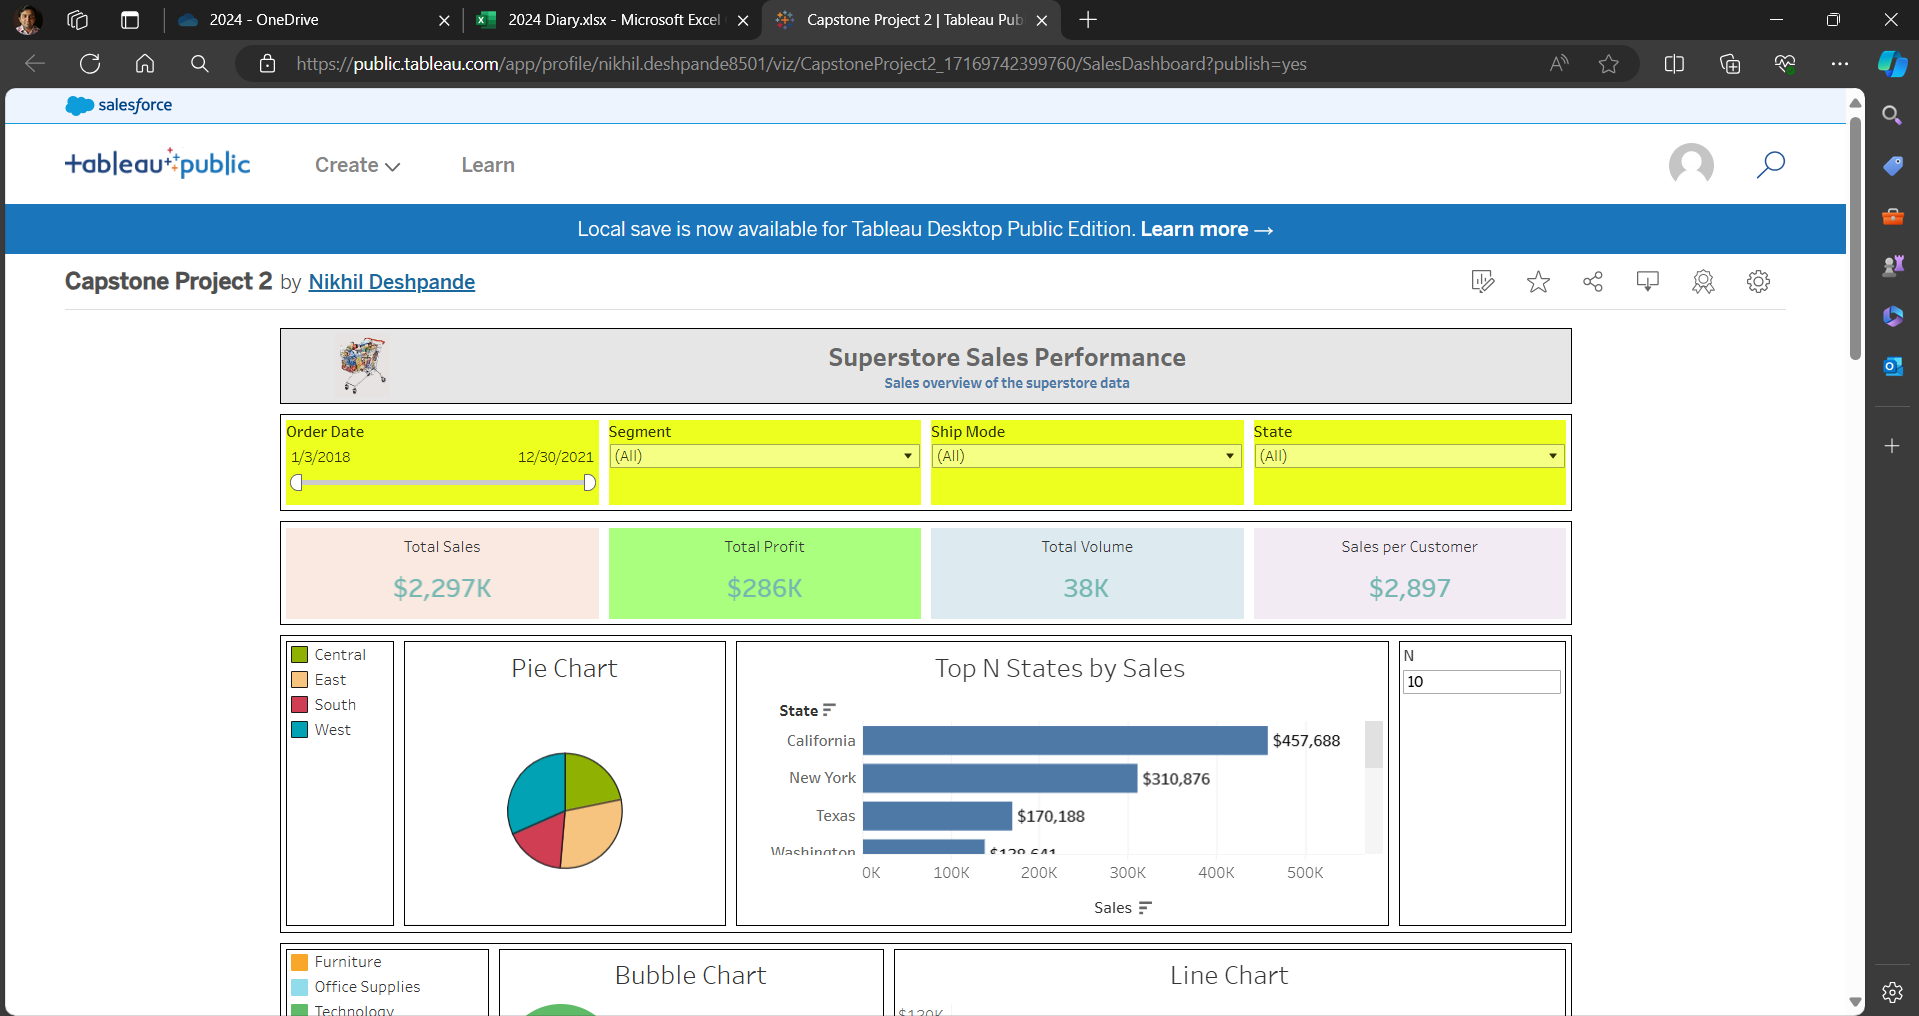 2024 - OneDrive
2024 Diary.xlsx - Microsoft Excel
Capstone Project 2 | Tableau Pub
https://public.tableau.com/app/profile/nikhil.deshpande8501/viz/CapstoneProject2_17169742399760/SalesDashboard?publish=yes
salesforce
tableau public
Create
Learn
Local save is now available for Tableau Desktop Public Edition. Learn more →
Capstone Project 2 by Nikhil Deshpande
Superstore Sales Performance
Sales overview of the superstore data
Order Date
1/3/2018 12/30/2021
Segment
(All)
Ship Mode
(All)
State
(All)
Total Sales
$2,297K
Total Profit
$286K
Total Volume
38K
Sales per Customer
$2,897
Central
East
South
West
Pie Chart
Top N States by Sales
State
California $457,688
New York $310,876
Texas $170,188
Washington $138,641
0K 100K 200K 300K 400K 500K
Sales
N
10
Furniture
Office Supplies
Technology
Bubble Chart
Line Chart
$120K